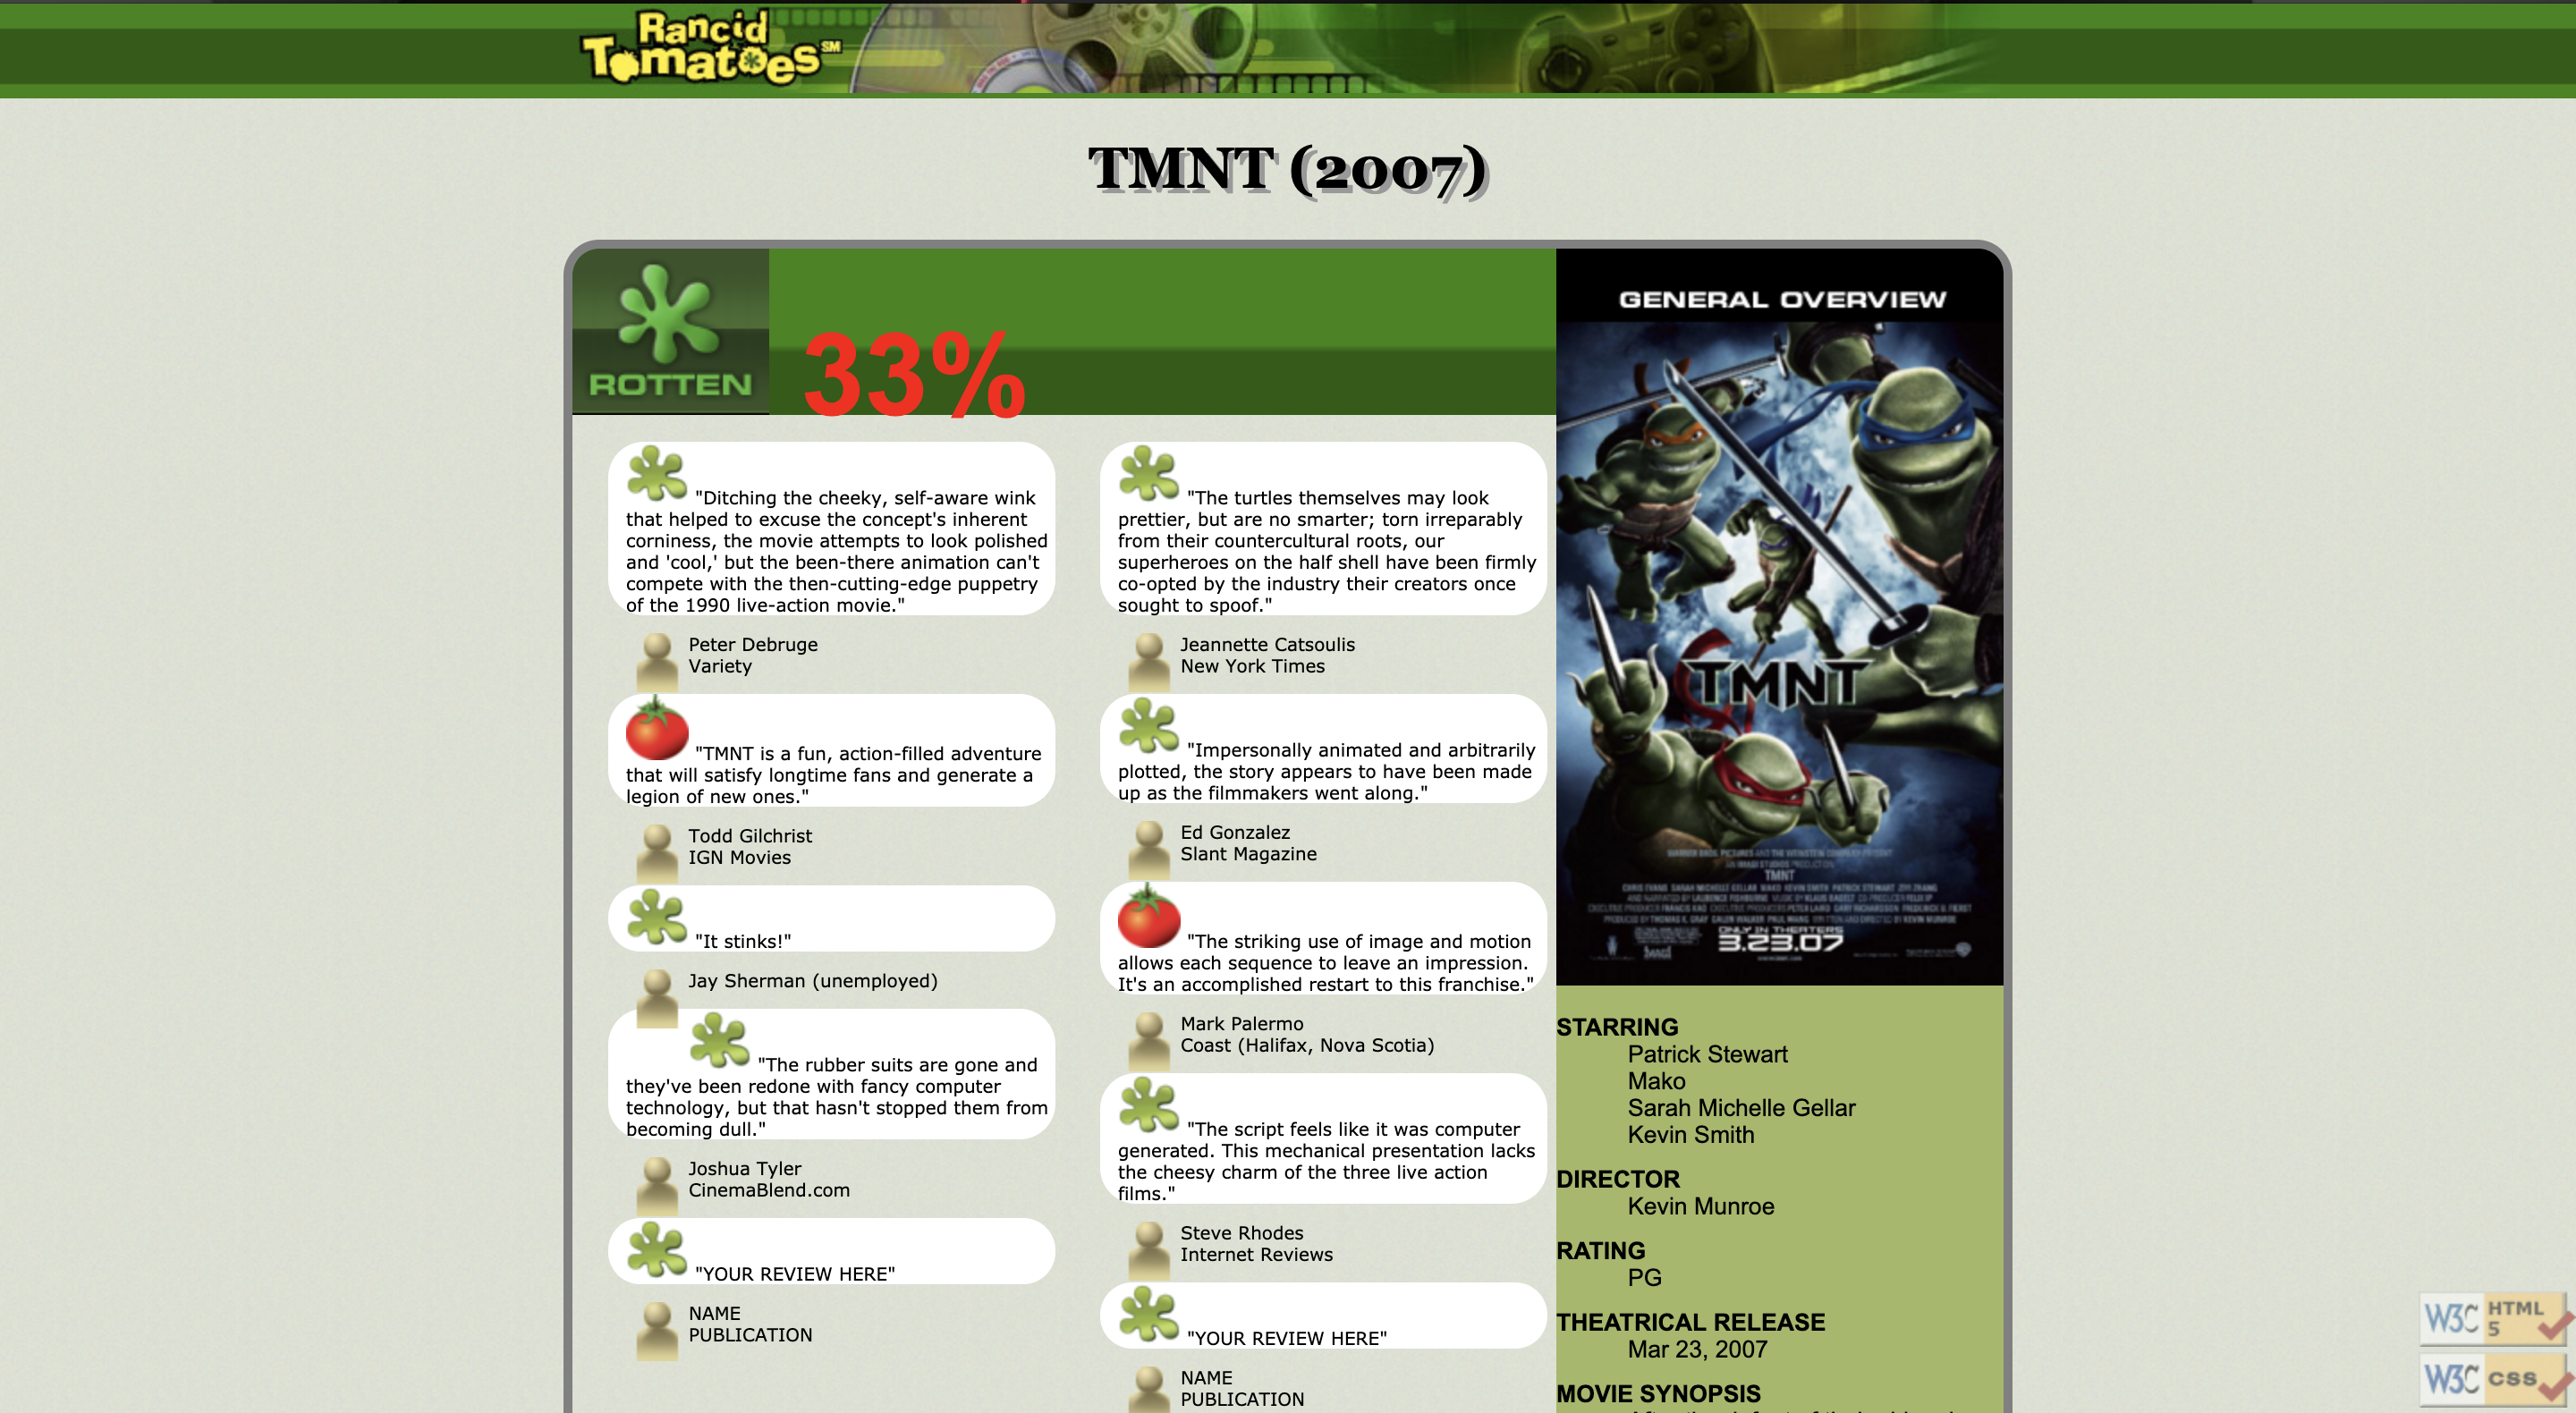 Rancid
Tomatoes SM
TMNT (2007)
ROTTEN
33%
"Ditching the cheeky, self-aware wink
that helped to excuse the concept's inherent
corniness, the movie attempts to look polished
and 'cool,' but the been-there animation can't
compete with the then-cutting-edge puppetry
of the 1990 live-action movie."
Peter Debruge
Variety
"TMNT is a fun, action-filled adventure
that will satisfy longtime fans and generate a
legion of new ones."
Todd Gilchrist
IGN Movies
"It stinks!"
Jay Sherman (unemployed)
"The rubber suits are gone and
they've been redone with fancy computer
technology, but that hasn't stopped them from
becoming dull."
Joshua Tyler
CinemaBlend.com
"YOUR REVIEW HERE"
NAME
PUBLICATION
"The turtles themselves may look
prettier, but are no smarter; torn irreparably
from their countercultural roots, our
superheroes on the half shell have been firmly
co-opted by the industry their creators once
sought to spoof."
Jeannette Catsoulis
New York Times
"Impersonally animated and arbitrarily
plotted, the story appears to have been made
up as the filmmakers went along."
Ed Gonzalez
Slant Magazine
"The striking use of image and motion
allows each sequence to leave an impression.
It's an accomplished restart to this franchise."
Mark Palermo
Coast (Halifax, Nova Scotia)
"The script feels like it was computer
generated. This mechanical presentation lacks
the cheesy charm of the three live action
films."
Steve Rhodes
Internet Reviews
"YOUR REVIEW HERE"
NAME
PUBLICATION
GENERAL OVERVIEW
TMNT
TMNT
ONLY IN THEATERS
3.23.07
STARRING
Patrick Stewart
Mako
Sarah Michelle Gellar
Kevin Smith
DIRECTOR
Kevin Munroe
RATING
PG
THEATRICAL RELEASE
Mar 23, 2007
MOVIE SYNOPSIS
W3C HTML
5
W3C CSS